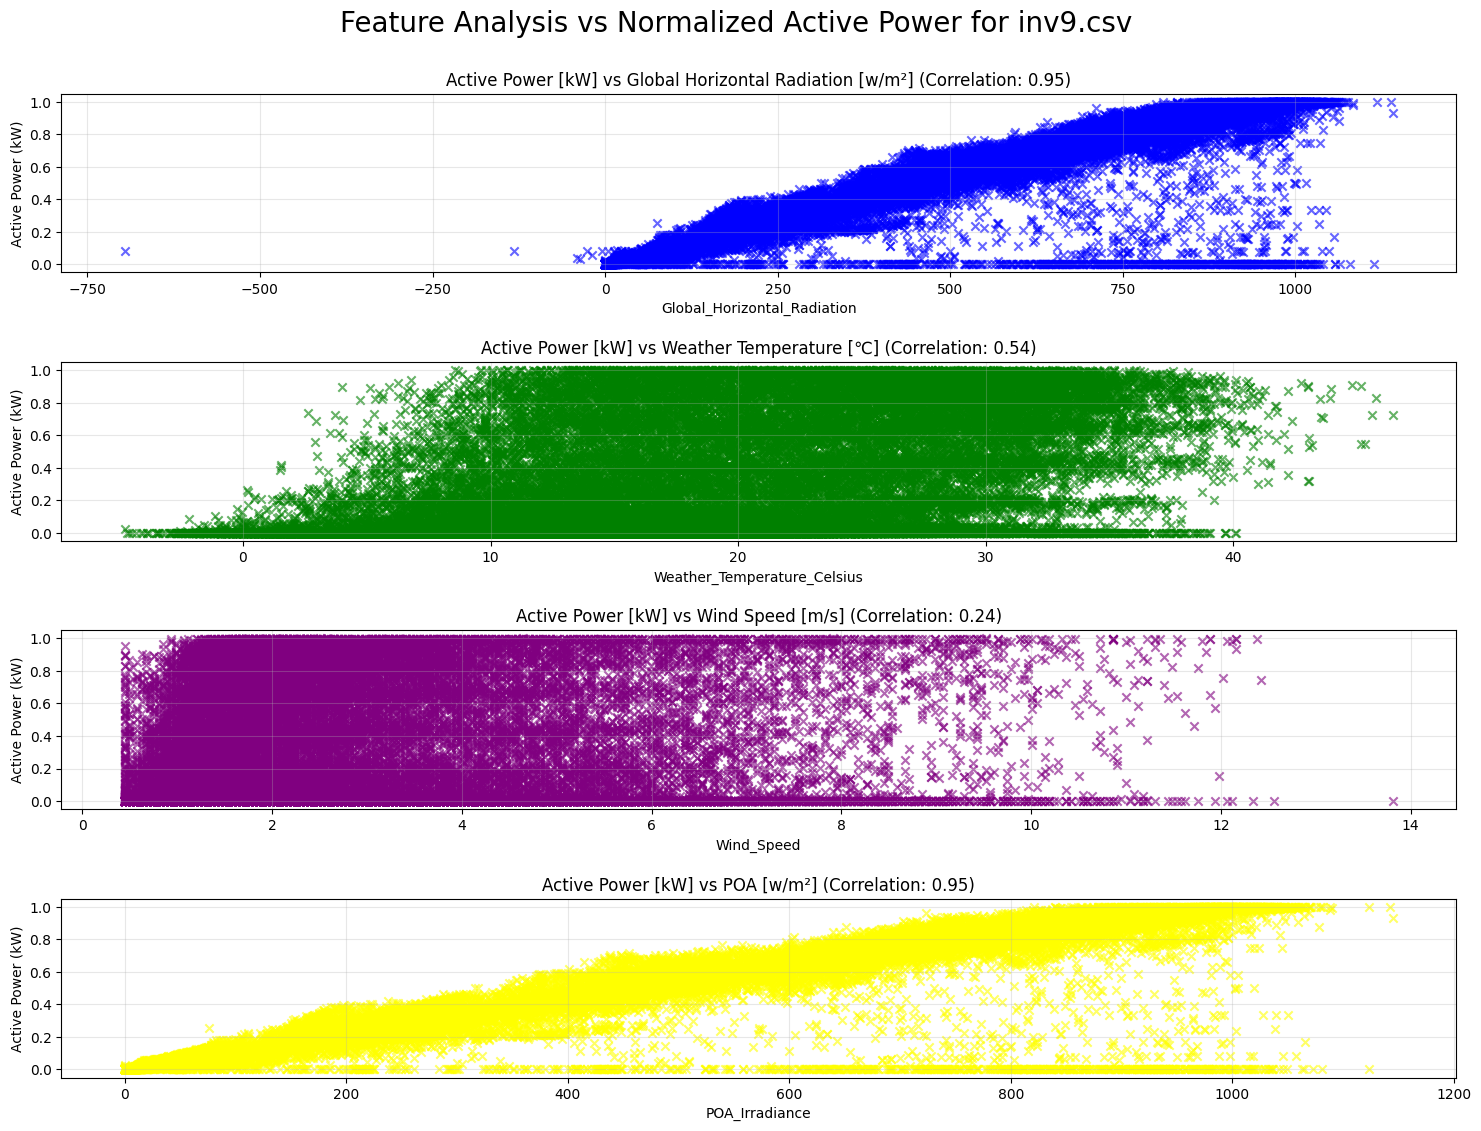 Feature Analysis vs Normalized Active Power for inv9.csv
Active Power [kW] vs Global Horizontal Radiation [w/m²] (Correlation: 0.95)
Active Power (kW)
1.0
0.8
0.6
0.4
0.2
0.0
−750 −500 −250 0 250 500 750 1000
Global_Horizontal_Radiation
Active Power [kW] vs Weather Temperature [℃] (Correlation: 0.54)
Active Power (kW)
1.0
0.8
0.6
0.4
0.2
0.0
0 10 20 30 40
Weather_Temperature_Celsius
Active Power [kW] vs Wind Speed [m/s] (Correlation: 0.24)
Active Power (kW)
1.0
0.8
0.6
0.4
0.2
0.0
0 2 4 6 8 10 12 14
Wind_Speed
Active Power [kW] vs POA [w/m²] (Correlation: 0.95)
Active Power (kW)
1.0
0.8
0.6
0.4
0.2
0.0
0 200 400 600 800 1000 1200
POA_Irradiance